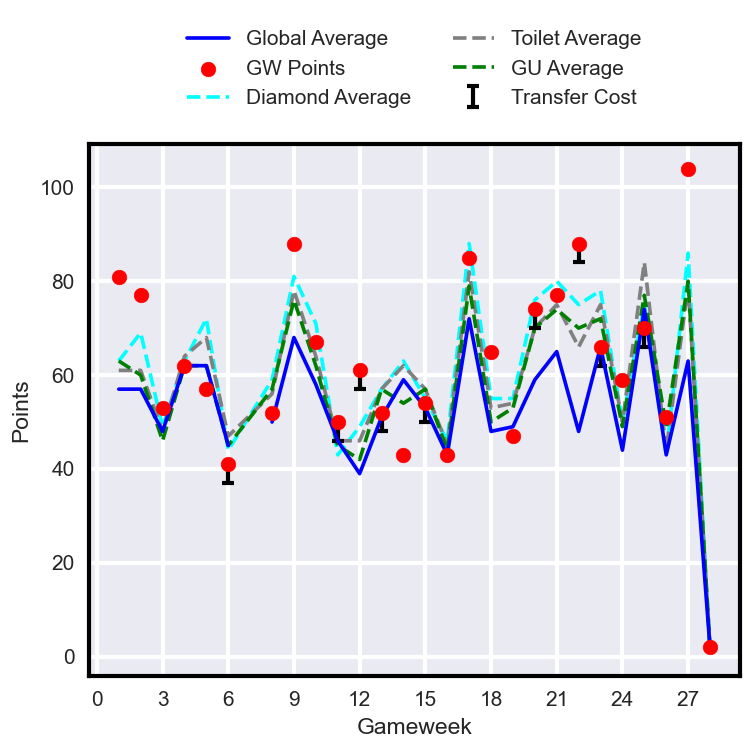 Global Average
GW Points
Diamond Average
Toilet Average
GU Average
Transfer Cost
Points
100
80
60
40
20
0
0 3 6 9 12 15 18 21 24 27
Gameweek